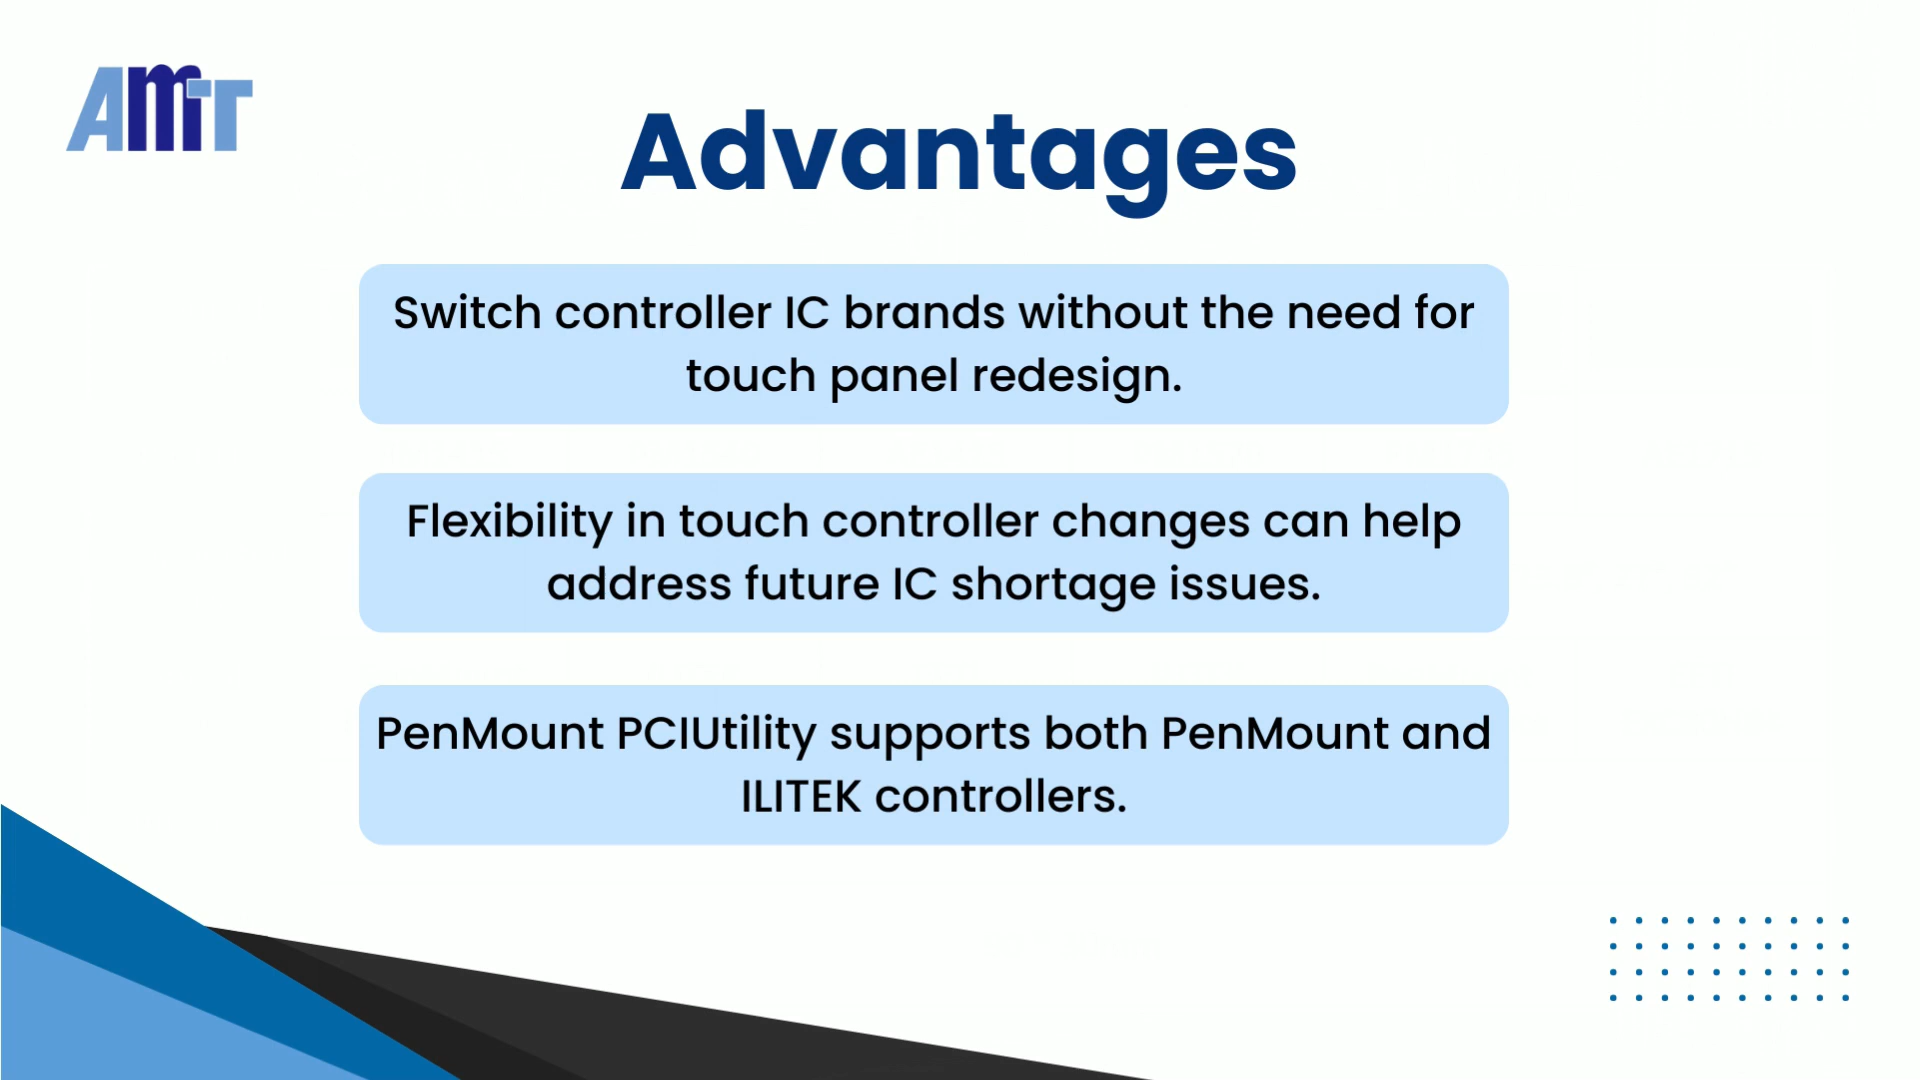 AMT
Advantages
Switch controller IC brands without the need for
touch panel redesign.
Flexibility in touch controller changes can help
address future IC shortage issues.
PenMount PCIUtility supports both PenMount and
ILITEK controllers.